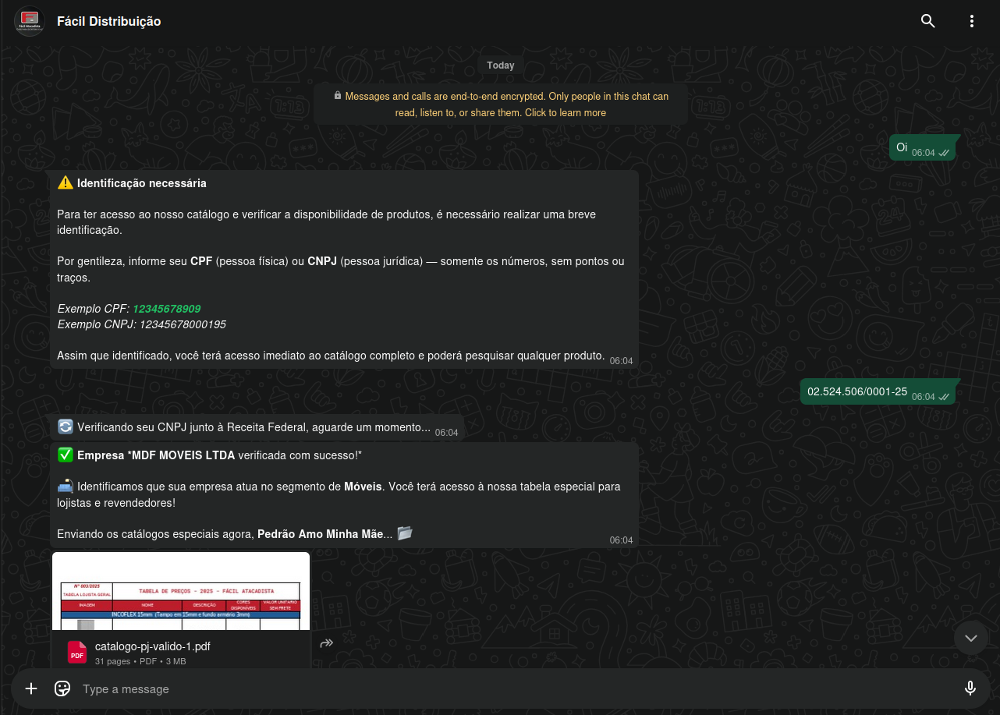 Fácil Distribuição
Today
Messages and calls are end-to-end encrypted. Only people in this chat can
read, listen to, or share them. Click to learn more
Oi 06:04
⚠️ Identificação necessária
Para ter acesso ao nosso catálogo e verificar a disponibilidade de produtos, é necessário realizar uma breve
identificação.
Por gentileza, informe seu CPF (pessoa física) ou CNPJ (pessoa jurídica) — somente os números, sem pontos ou
traços.
Exemplo CPF: 12345678909
Exemplo CNPJ: 12345678000195
Assim que identificado, você terá acesso imediato ao catálogo completo e poderá pesquisar qualquer produto. 06:04
02.524.506/0001-25 06:04
🔄 Verificando seu CNPJ junto à Receita Federal, aguarde um momento... 06:04
✅ Empresa *MDF MOVEIS LTDA verificada com sucesso!*
🛋️ Identificamos que sua empresa atua no segmento de Móveis. Você terá acesso à nossa tabela especial para
lojistas e revendedores!
Enviando os catálogos especiais agora, Pedrão Amo Minha Mãe... 📂 06:04
Nº 003/2025
TABELA LOJISTA GERAL
TABELA DE PREÇOS - 2025 - FÁCIL ATACADISTA
IMAGEM NOME DESCRIÇÃO CORES DISPONÍVEIS VALOR UNITARIO SEM FRETE
INCOFLEX 15mm (Tampo em 15mm e fundo armário 3mm)
PDF
catalogo-pj-valido-1.pdf
31 pages • PDF • 3 MB
Type a message